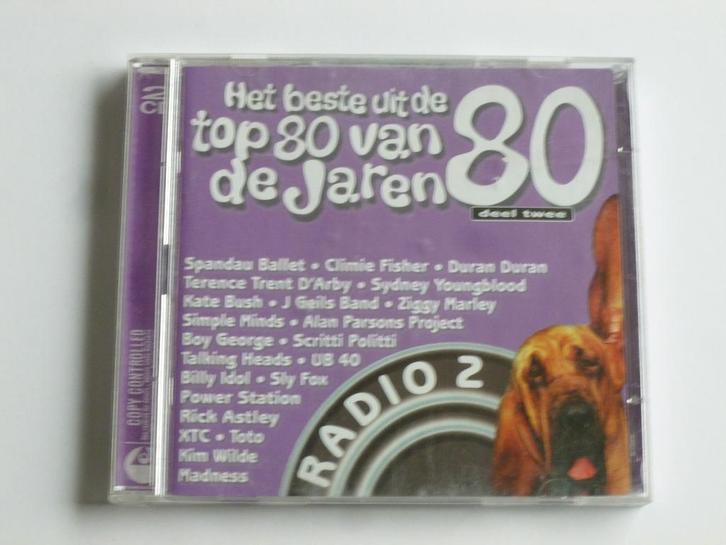 Het beste uit de
top 80 van
de Jaren 80
deel twee
Spandau Ballet • Climie Fisher • Duran Duran
Terence Trent D'Arby • Sydney Youngblood
Kate Bush • J Geils Band • Ziggy Marley
Simple Minds • Alan Parsons Project
Boy George • Scritti Politti
Talking Heads • UB 40
Billy Idol • Sly Fox
Power Station
Rick Astley
XTC • Toto
Kim Wilde
Madness
RADIO 2
COPY CONTROLLED